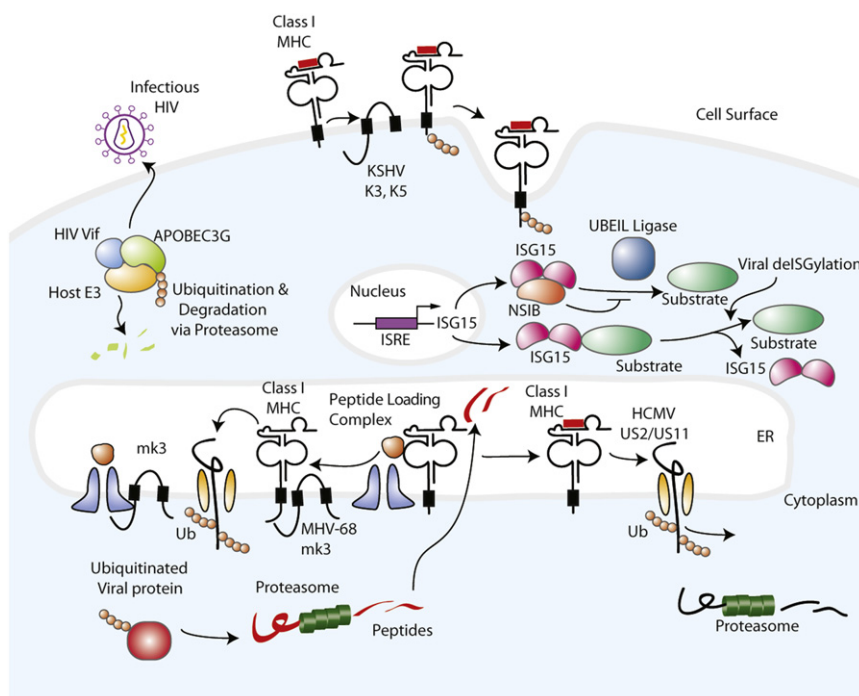 Class I
MHC
Infectious
HIV
Cell Surface
KSHV
K3, K5
HIV Vif
APOBEC3G
Host E3
Ubiquitination &
Degradation
via Proteasome
UBEIL Ligase
ISG15
NSIB
Substrate
Viral deISGylation
Nucleus
ISRE
ISG15
ISG15
Substrate
Substrate
ISG15
Class I
MHC
Peptide Loading
Complex
Class I
MHC
HCMV
US2/US11
ER
mk3
Ub
MHV-68
mk3
Ub
Cytoplasm
Ubiquitinated
Viral protein
Proteasome
Peptides
Proteasome